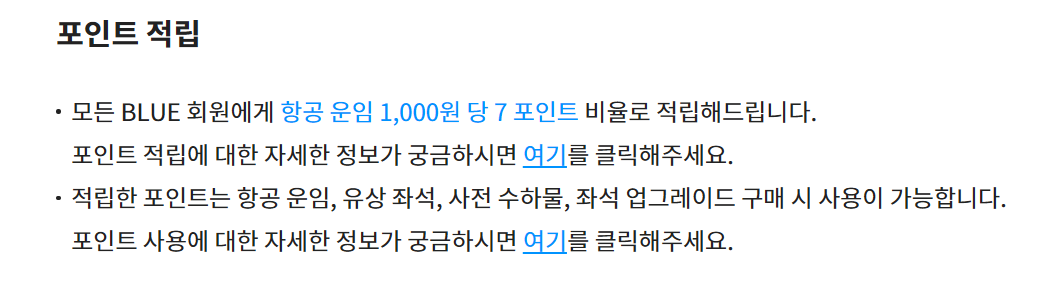 포인트 적립
• 모든 BLUE 회원에게 항공 운임 1,000원 당 7 포인트 비율로 적립해드립니다.
포인트 적립에 대한 자세한 정보가 궁금하시면 여기를 클릭해주세요.
• 적립한 포인트는 항공 운임, 유상 좌석, 사전 수하물, 좌석 업그레이드 구매 시 사용이 가능합니다.
포인트 사용에 대한 자세한 정보가 궁금하시면 여기를 클릭해주세요.